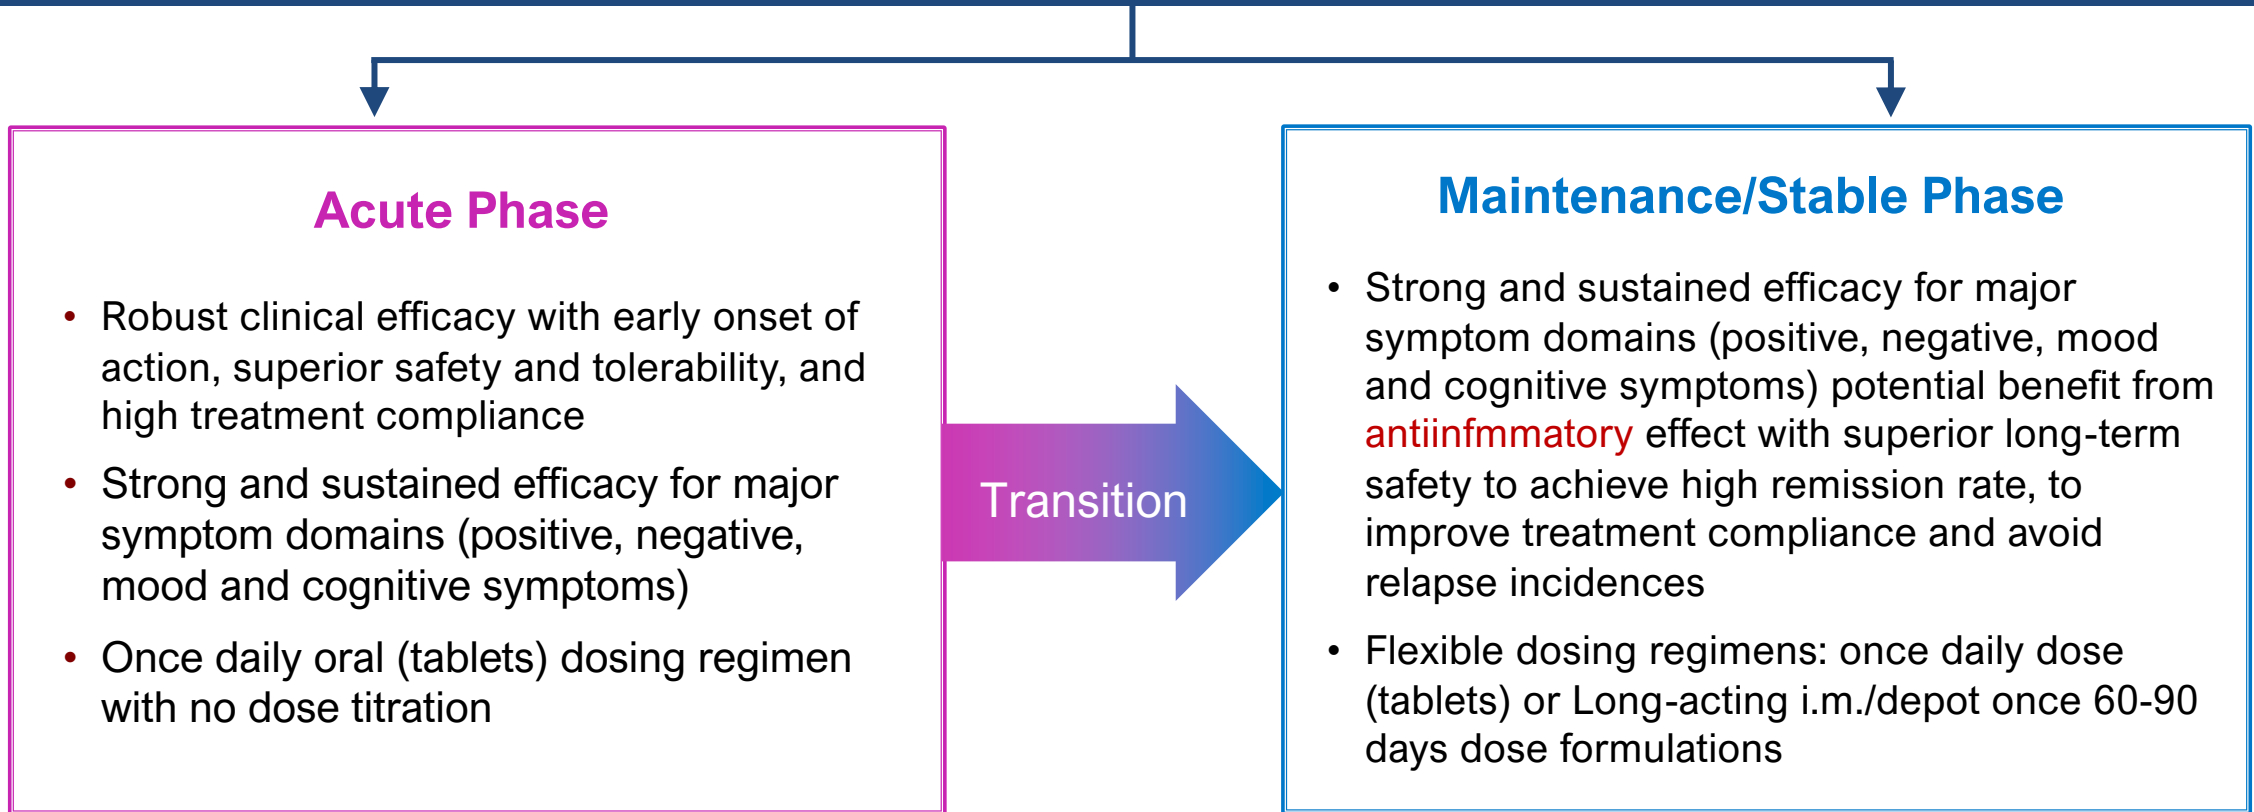 Acute Phase
• Robust clinical efficacy with early onset of
action, superior safety and tolerability, and
high treatment compliance
• Strong and sustained efficacy for major
symptom domains (positive, negative,
mood and cognitive symptoms)
• Once daily oral (tablets) dosing regimen
with no dose titration
Transition
Maintenance/Stable Phase
• Strong and sustained efficacy for major
symptom domains (positive, negative, mood
and cognitive symptoms) potential benefit from
antiinfmmatory effect with superior long-term
safety to achieve high remission rate, to
improve treatment compliance and avoid
relapse incidences
• Flexible dosing regimens: once daily dose
(tablets) or Long-acting i.m./depot once 60-90
days dose formulations